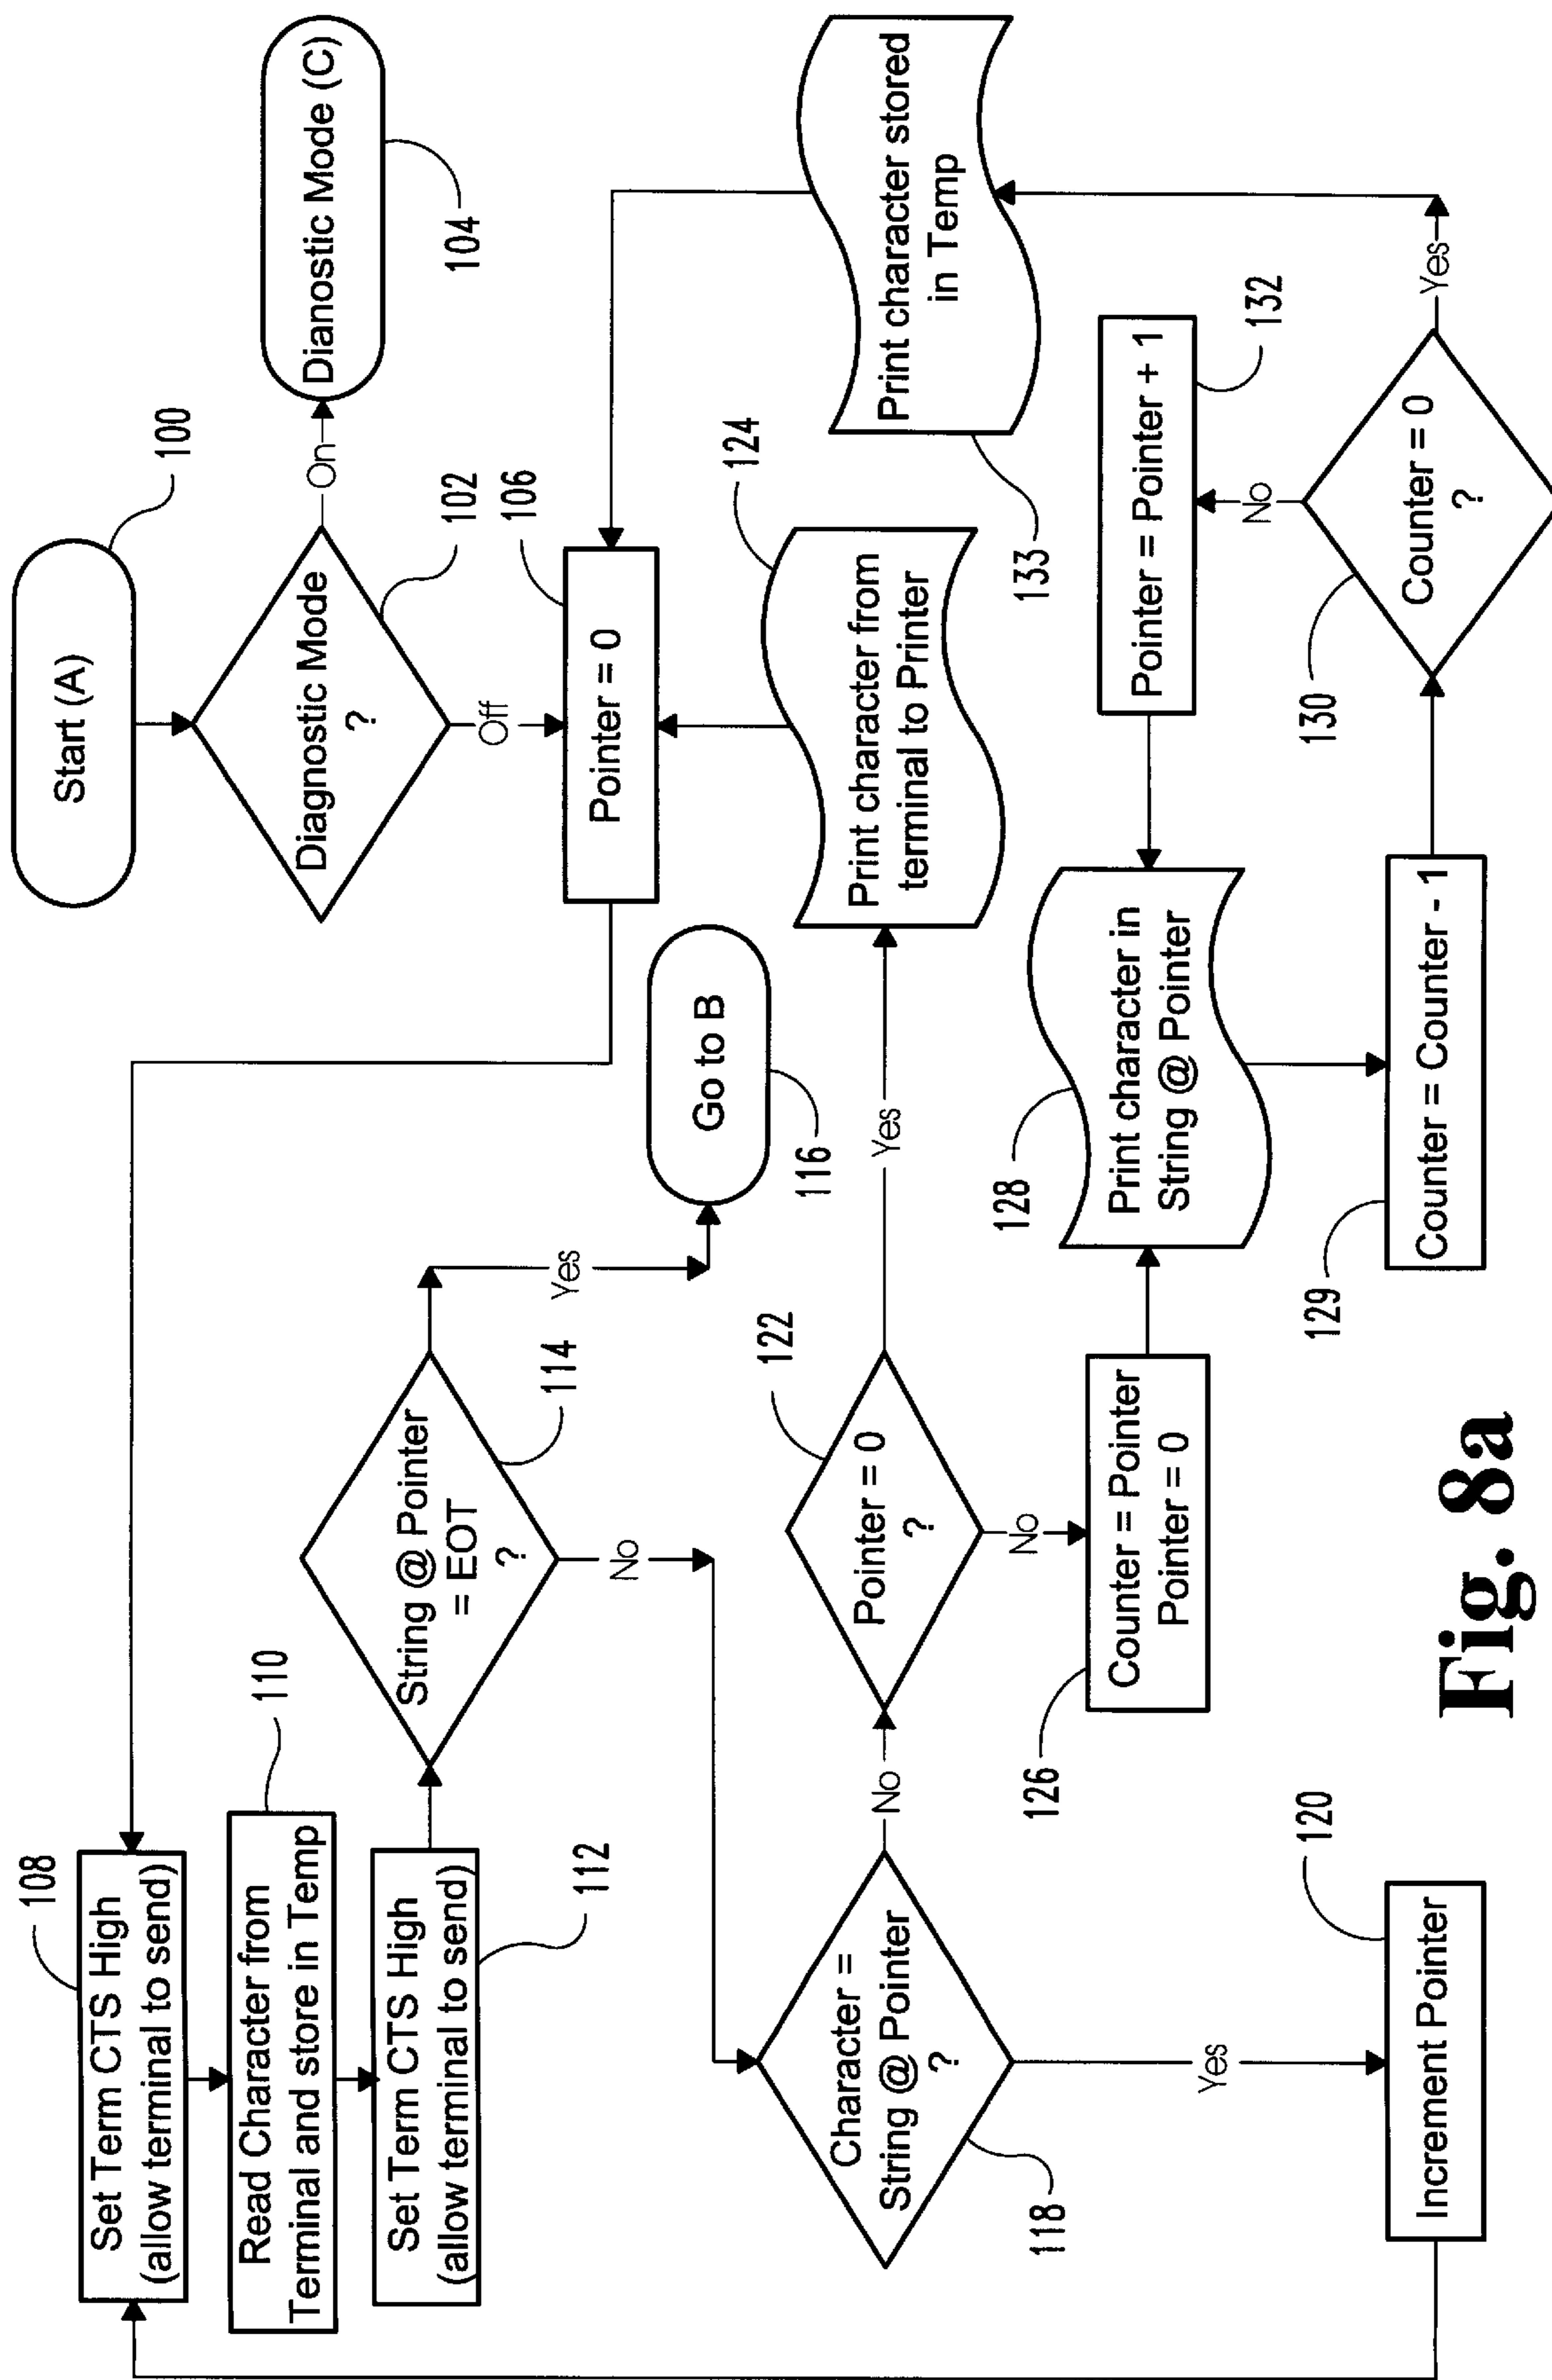 Start (A)
100
Diagnostic Mode
?
102
On
Dianostic Mode (C)
104
Off
Pointer = 0
106
Set Term CTS High
(allow terminal to send)
108
Read Character from
Terminal and store in Temp
110
Set Term CTS High
(allow terminal to send)
112
String @ Pointer
= EOT
?
114
Yes
Go to B
116
No
Character =
String @ Pointer
?
118
Yes
Increment Pointer
120
No
Pointer = 0
?
122
Yes
Print character from
terminal to Printer
124
No
Counter = Pointer
Pointer = 0
126
Print character in
String @ Pointer
128
Counter = Counter - 1
129
Counter = 0
?
130
No
Pointer = Pointer + 1
132
Yes
Print character stored
in Temp
133
Fig. 8a